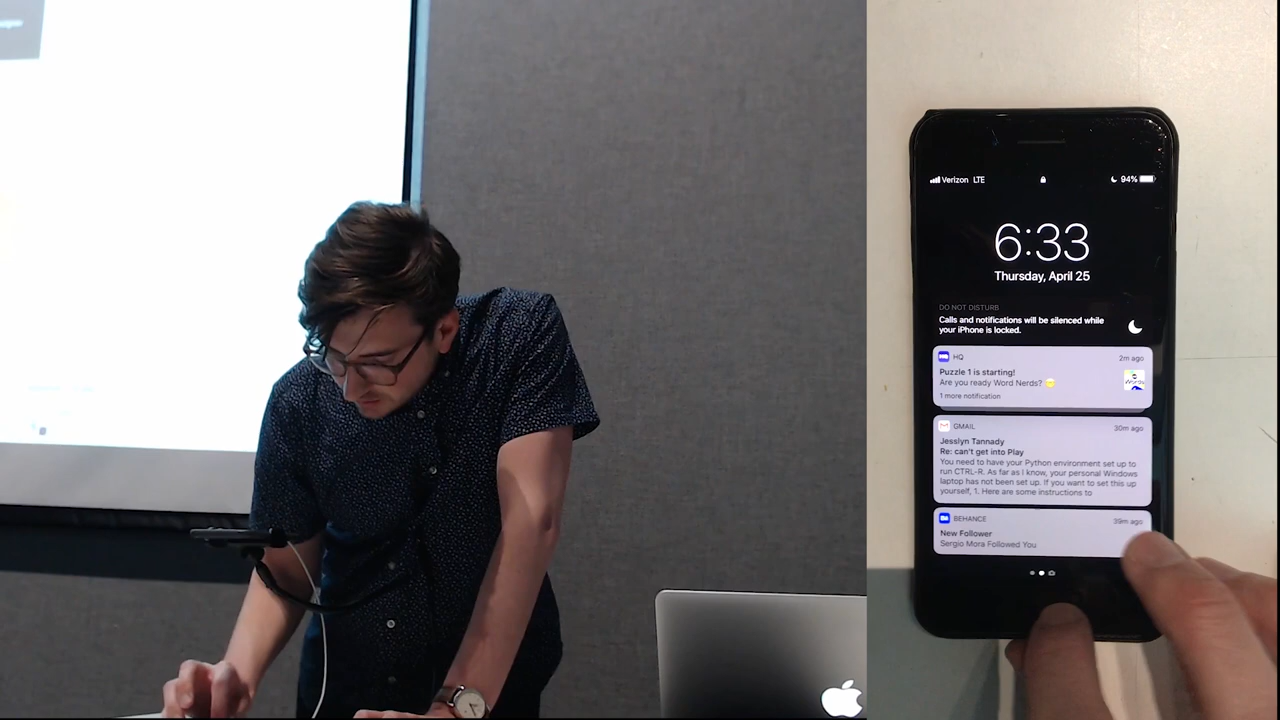 Verizon LTE
94%
6:33
Thursday, April 25
DO NOT DISTURB
Calls and notifications will be silenced while
your iPhone is locked.
HQ
2m ago
Puzzle 1 is starting!
Are you ready Word Nerds?
1 more notification
Words
GMAIL
30m ago
Jesslyn Tannady
Re: can't get into Play
You need to have your Python environment set up to
run CTRL-R. As far as I know, your personal Windows
laptop has not been set up. If you want to set this up
yourself, 1. Here are some instructions to
BEHANCE
39m ago
New Follower
Sergio Mora Followed You